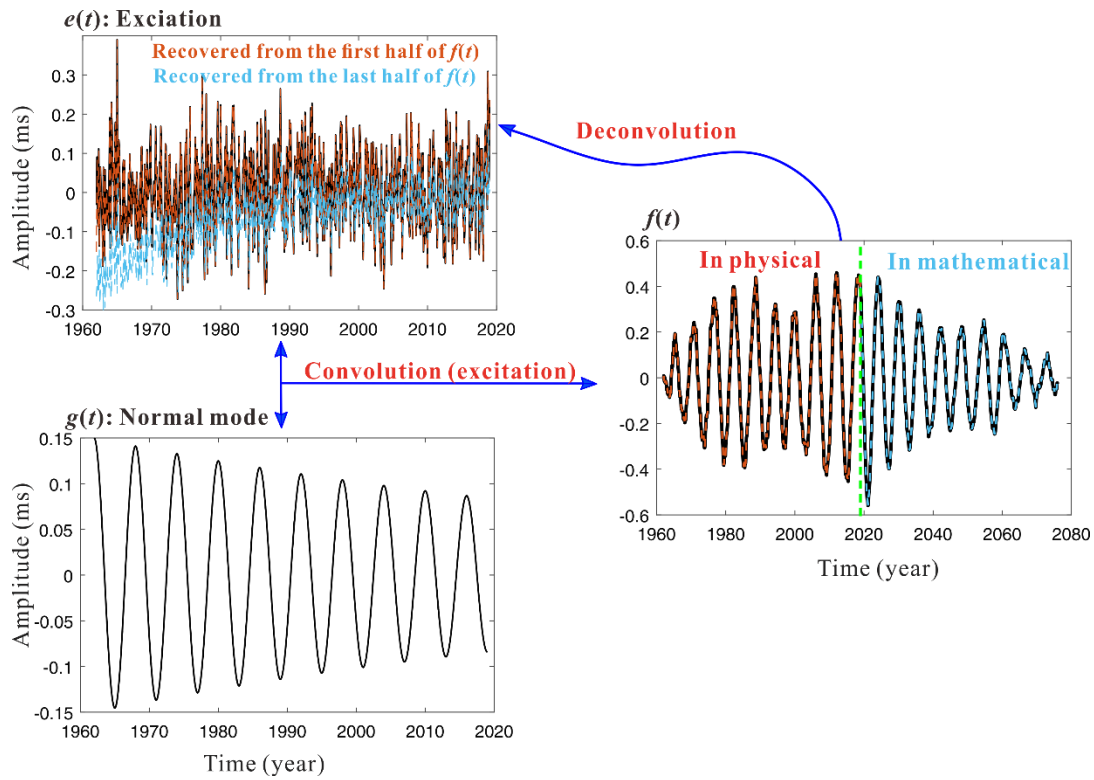 e(t): Exciation
Recovered from the first half of f(t)
Recovered from the last half of f(t)
Amplitude (ms)
0.3
0.2
0.1
0
-0.1
-0.2
-0.3
1960 1970 1980 1990 2000 2010 2020
Deconvolution
f(t)
In physical
In mathematical
0.6
0.4
0.2
0
-0.2
-0.4
-0.6
1960 1980 2000 2020 2040 2060 2080
Time (year)
Convolution (excitation)
g(t): Normal mode
Amplitude (ms)
0.15
0.1
0.05
0
-0.05
-0.1
-0.15
1960 1970 1980 1990 2000 2010 2020
Time (year)